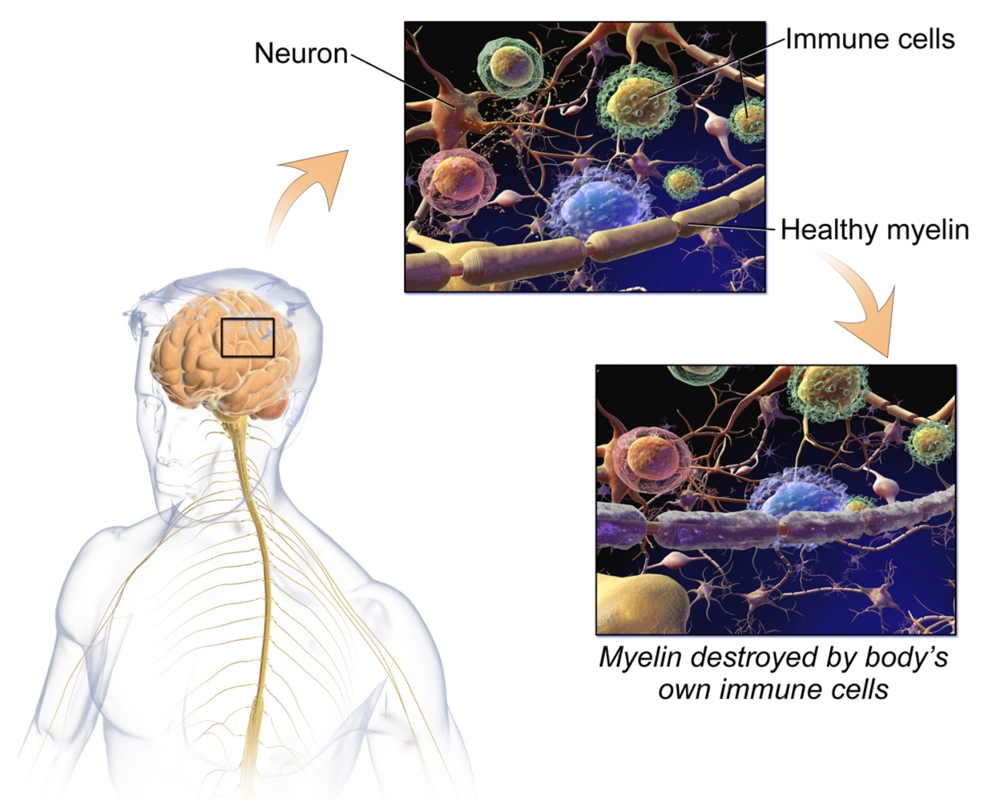 Neuron
Immune cells
Healthy myelin
Myelin destroyed by body’s
own immune cells